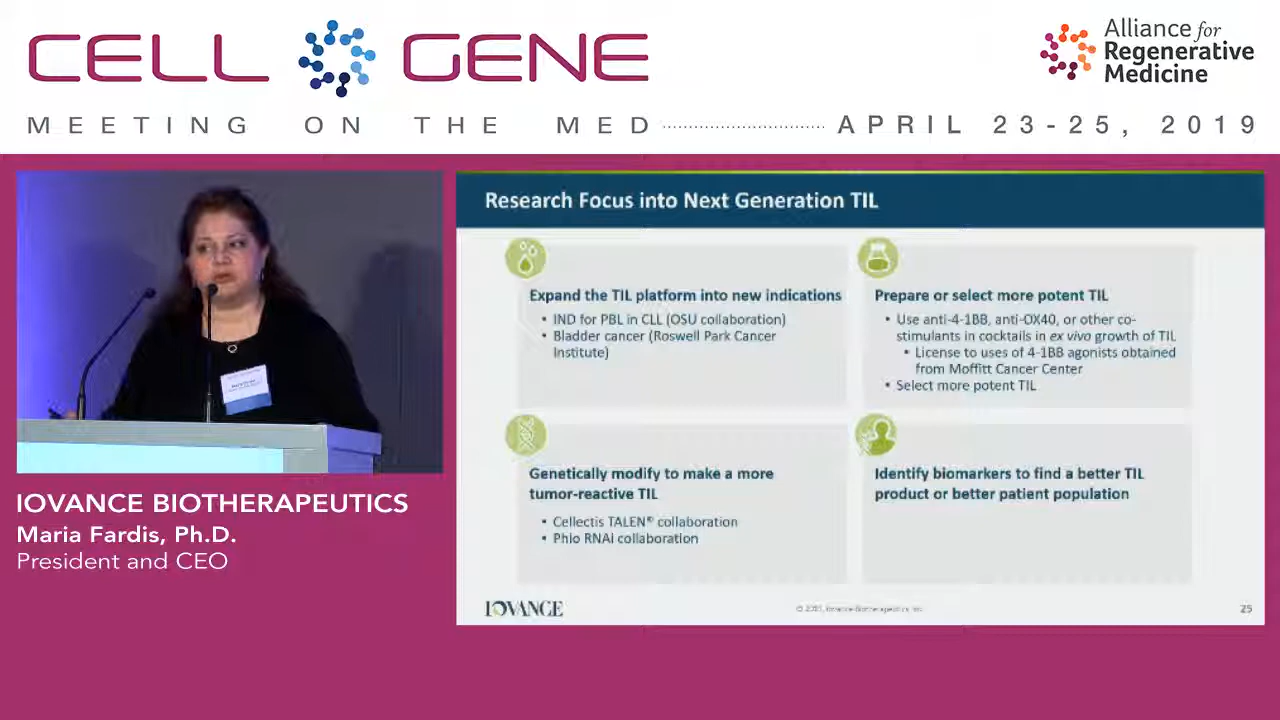 CELL GENE
Alliance for
Regenerative
Medicine
MEETING ON THE MED
APRIL 23-25, 2019
Research Focus into Next Generation TIL
Expand the TIL platform into new indications
• IND for PBL in CLL (OSU collaboration)
• Bladder cancer (Roswell Park Cancer
Institute)
Prepare or select more potent TIL
• Use anti-4-1BB, anti-OX40, or other co-
stimulants in cocktails in ex vivo growth of TIL
• License to uses of 4-1BB agonists obtained
from Moffitt Cancer Center
• Select more potent TIL
Genetically modify to make a more
tumor-reactive TIL
• Cellectis TALEN® collaboration
• Phio RNAi collaboration
Identify biomarkers to find a better TIL
product or better patient population
IOVANCE
Iovance Biotherapeutics, Inc.
25
IOVANCE BIOTHERAPEUTICS
Maria Fardis, Ph.D.
President and CEO